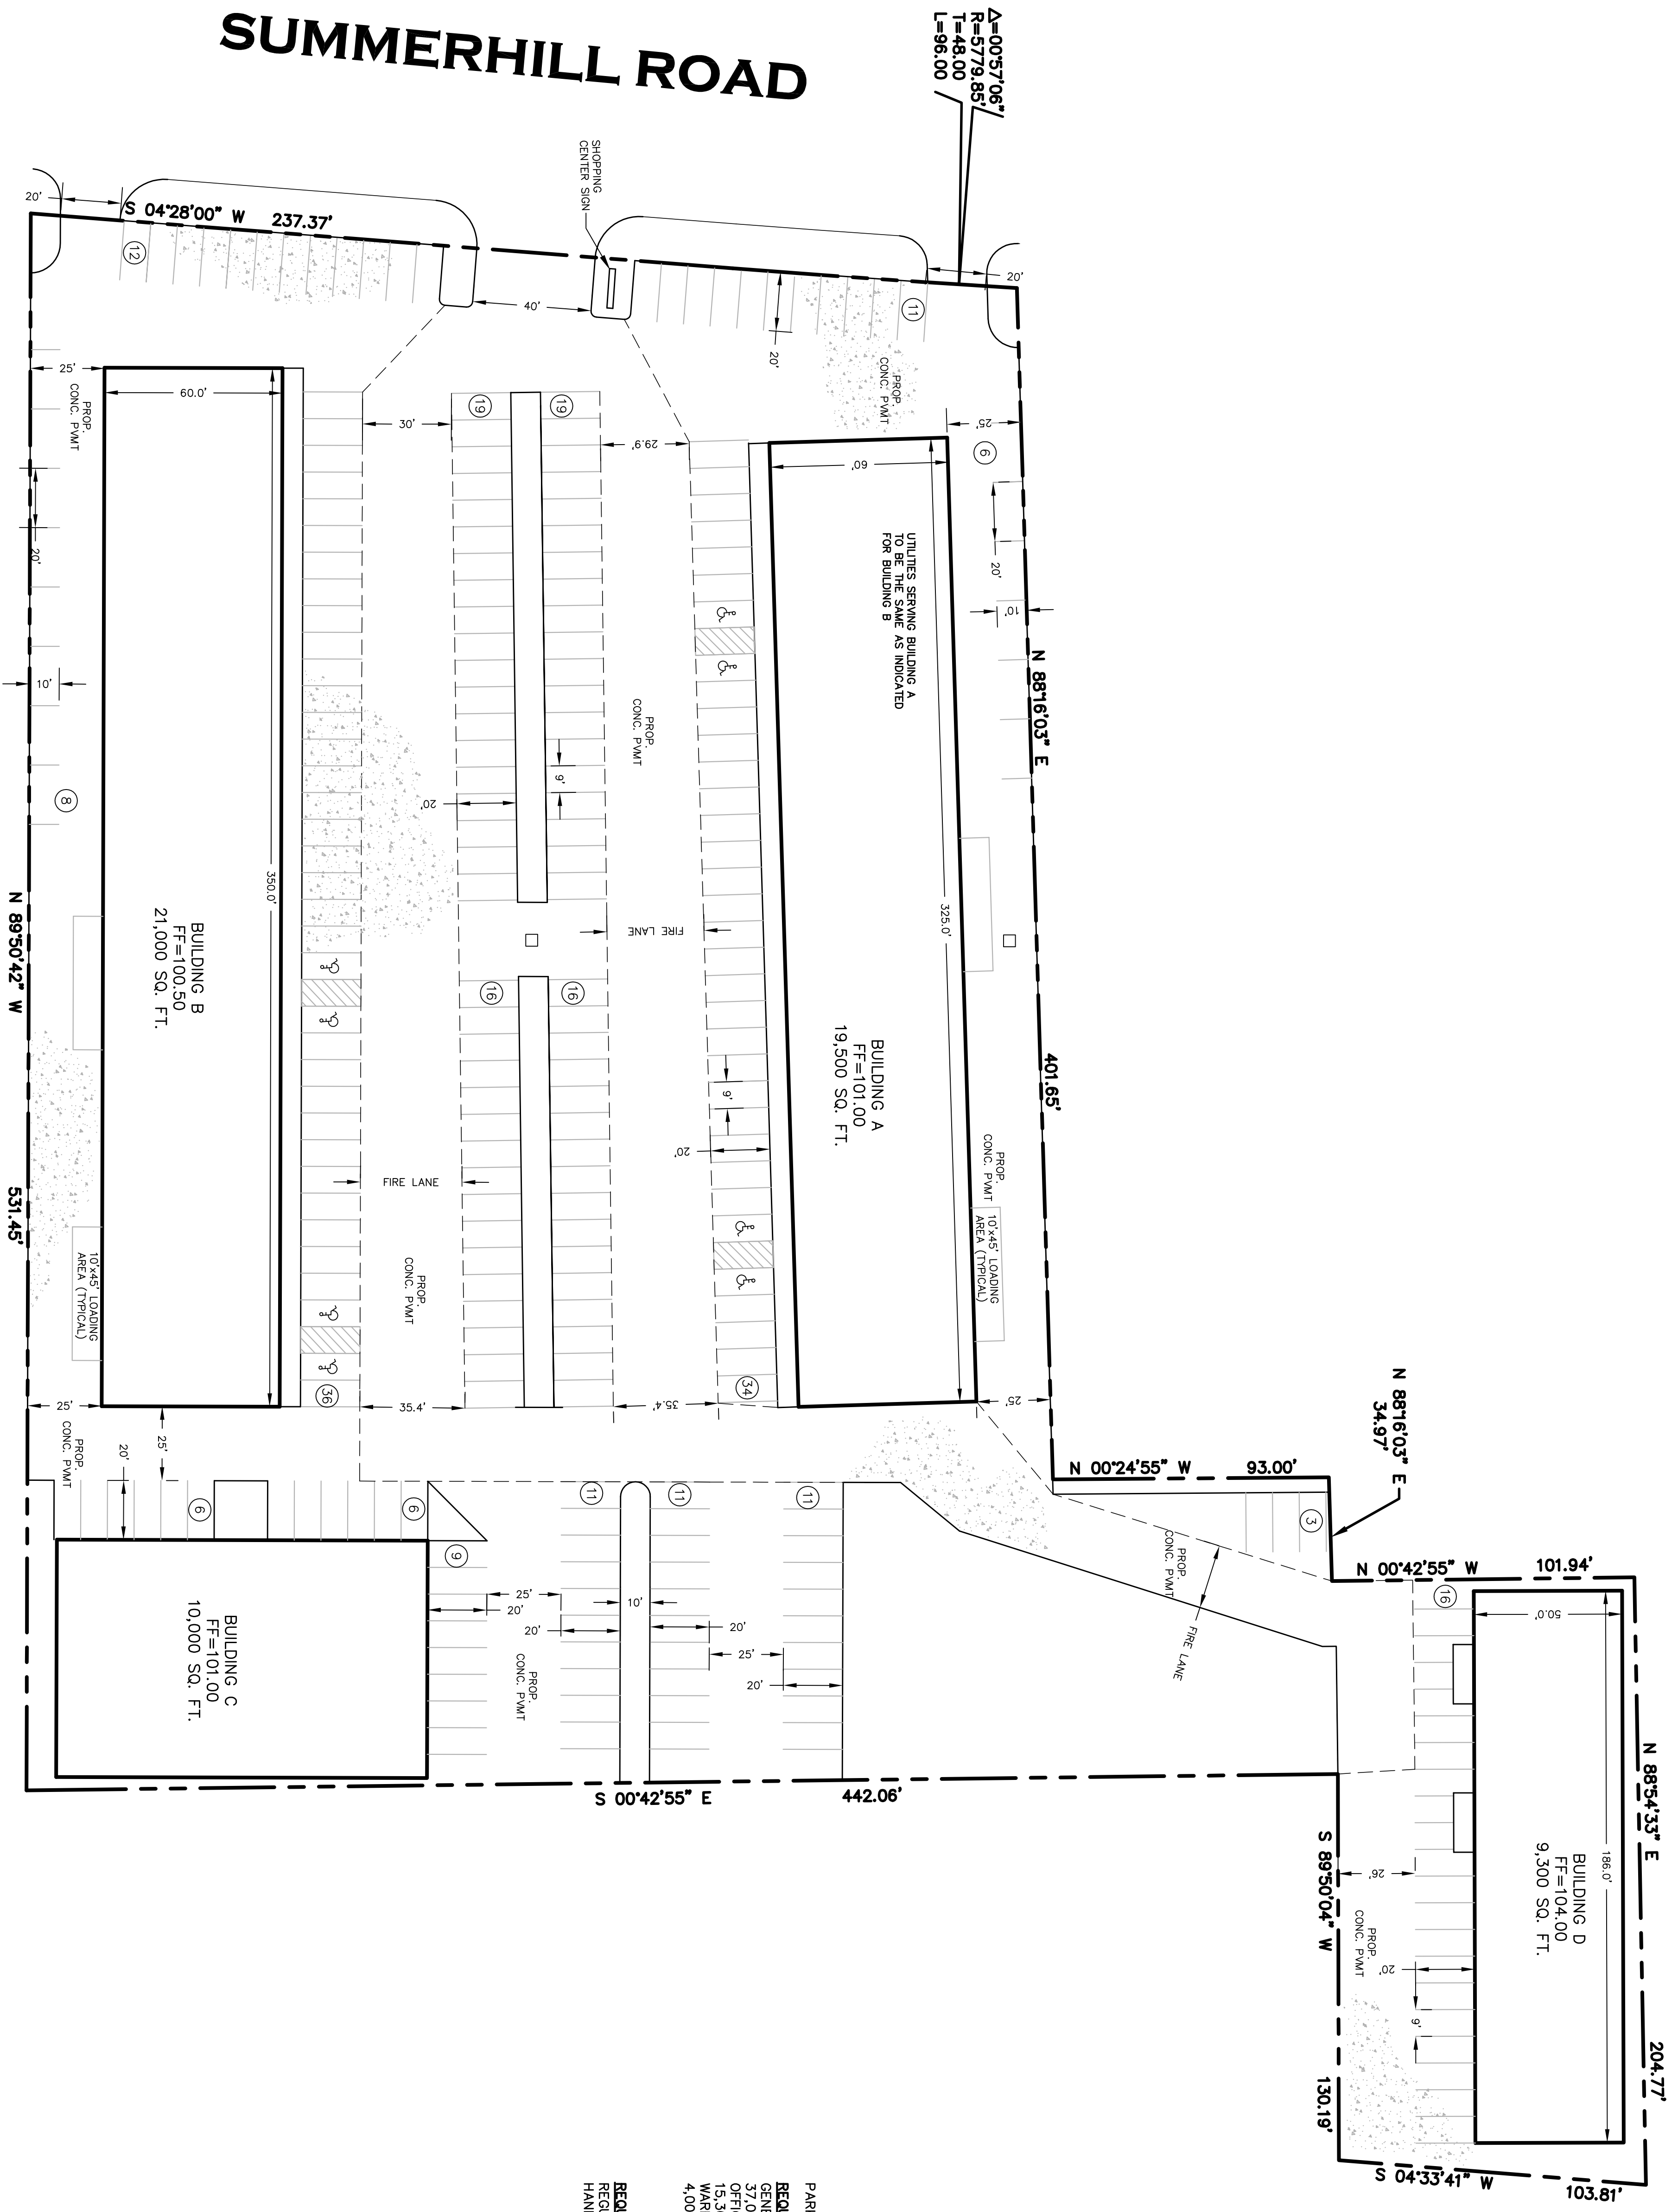 SUMMERHILL ROAD
Δ=00°57'06"
R=5779.85'
T=48.00
L=96.00
SHOPPING
CENTER SIGN
20'
S 04°28'00" W 237.37'
12
40'
11
20'
20'
PROP.
CONC. PVMT
25'
6
20'
10'
N 88°16'03" E
401.65'
25'
PROP.
CONC. PVMT
60.0'
350.0'
20'
10'
8
30'
19
19
29.9'
60'
325.0'
UTILITIES SERVING BUILDING A
TO BE THE SAME AS INDICATED
FOR BUILDING B
PROP.
CONC. PVMT
9'
20'
FIRE LANE
16
16
BUILDING A
FF=101.00
19,500 SQ. FT.
BUILDING B
FF=100.50
21,000 SQ. FT.
N 89°50'42" W
531.45'
9'
20'
FIRE LANE
PROP.
CONC. PVMT
PROP.
CONC. PVMT
10'x45' LOADING
AREA (TYPICAL)
10'x45' LOADING
AREA (TYPICAL)
36
35.4'
35.4'
34
25'
25'
25'
PROP.
CONC. PVMT
20'
6
6
9
11
11
11
N 00°24'55" W 93.00'
N 88°16'03" E
34.97'
3
PROP.
CONC. PVMT
FIRE LANE
N 00°42'55" W 101.94'
16
50.0'
25'
20'
20'
10'
20'
25'
20'
PROP.
CONC. PVMT
BUILDING C
FF=101.00
10,000 SQ. FT.
S 00°42'55" E 442.06'
N 88°54'33" E
204.77'
186.0'
BUILDING D
FF=104.00
9,300 SQ. FT.
S 89°50'04" W
130.19'
26'
PROP.
CONC. PVMT
20'
9'
S 04°33'41" W 103.81'